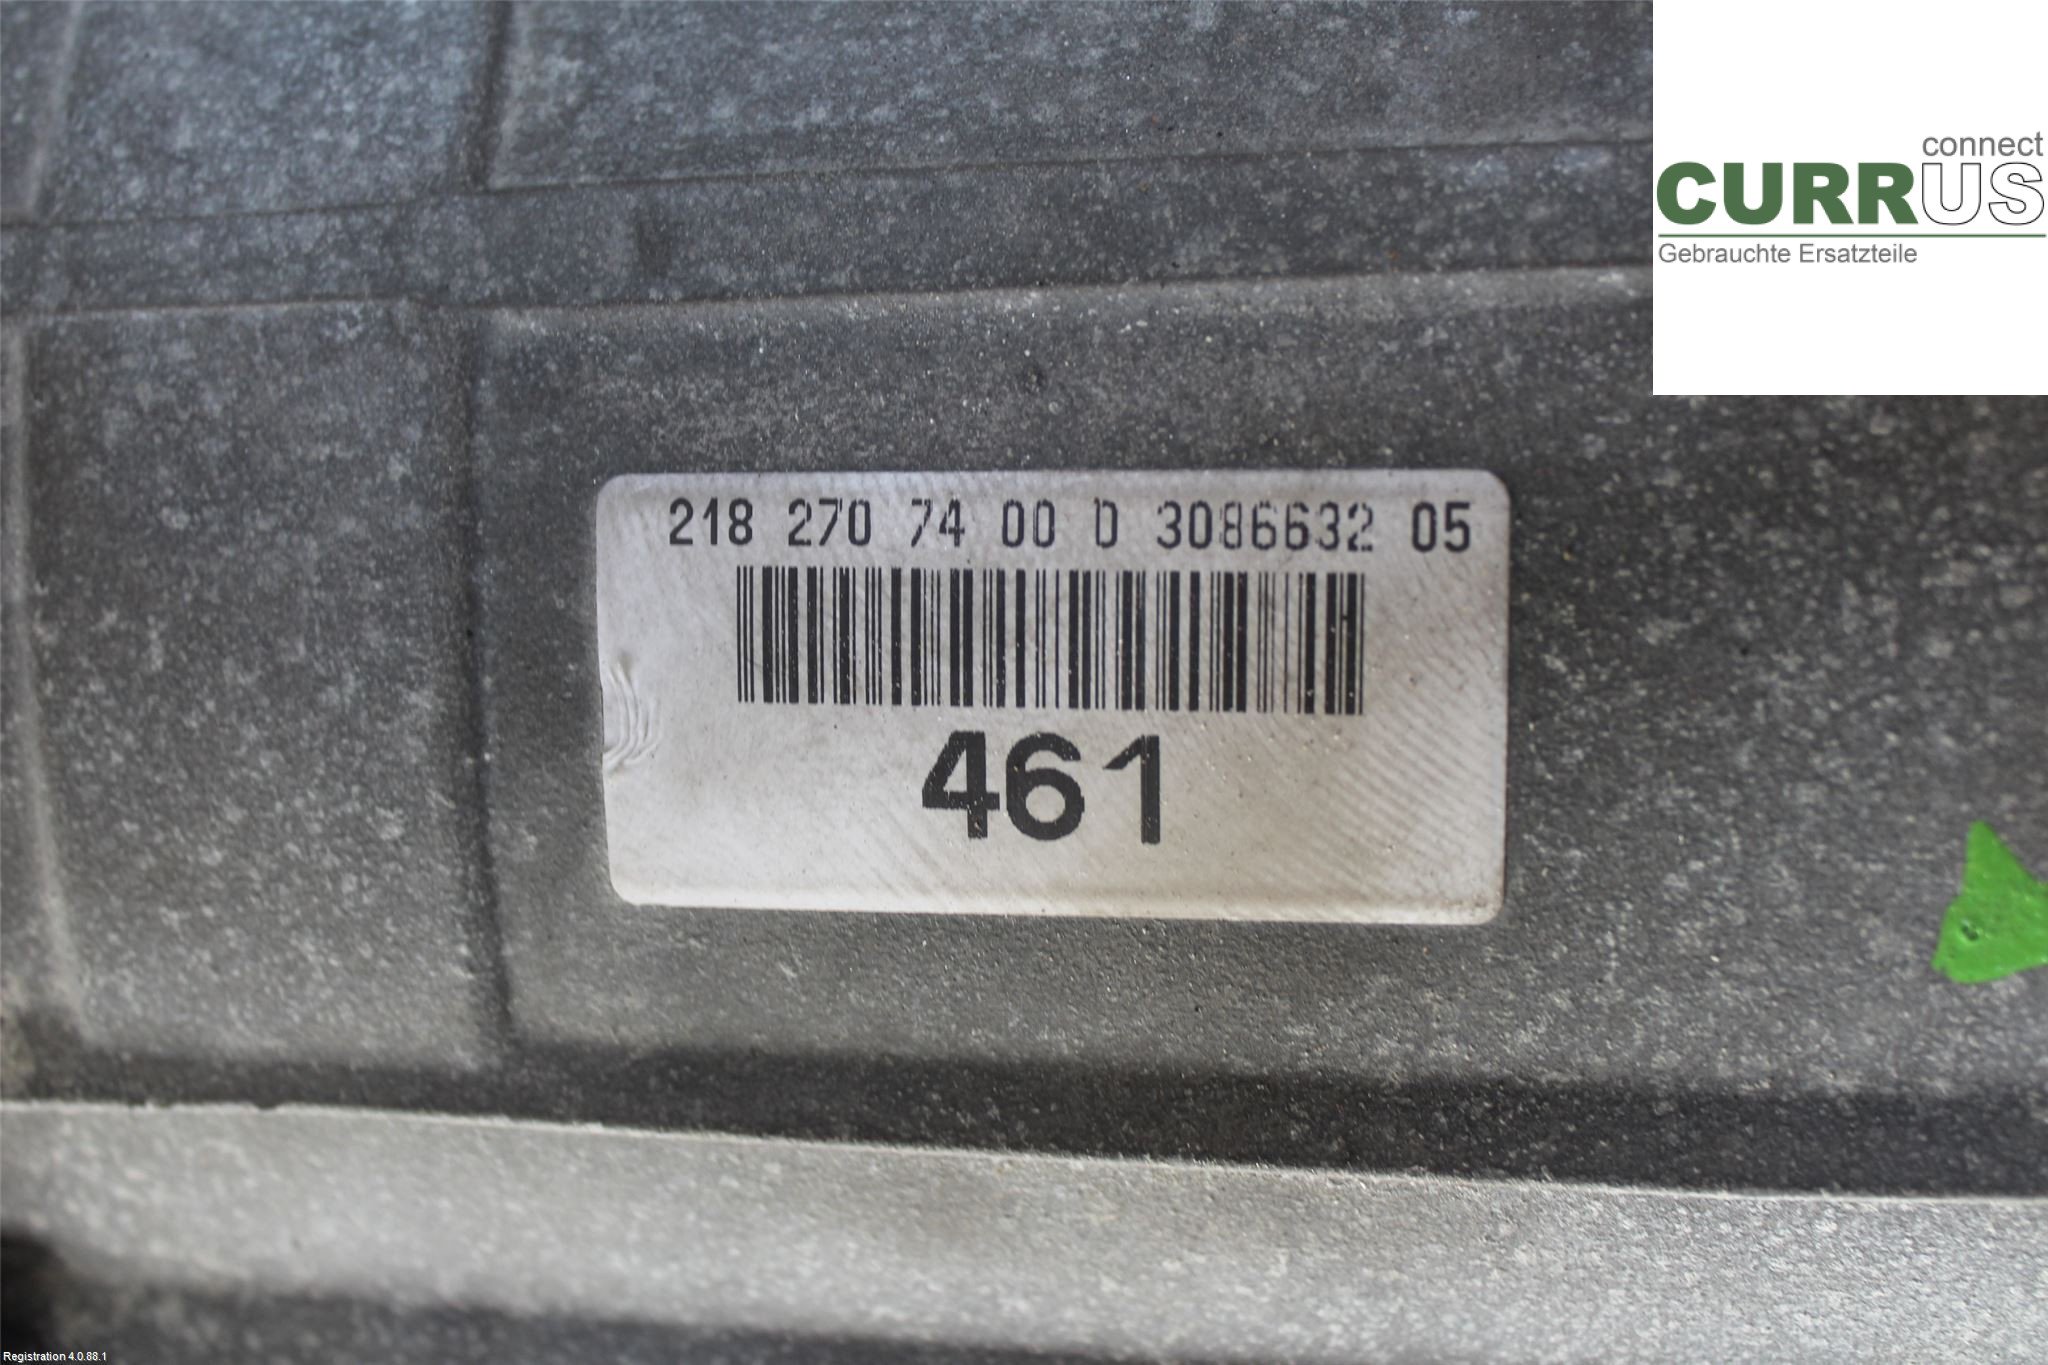 connect
CURRUS
Gebrauchte Ersatzteile
218 270 74 00 D 3086632 05
461
Registration 4.0.88.1